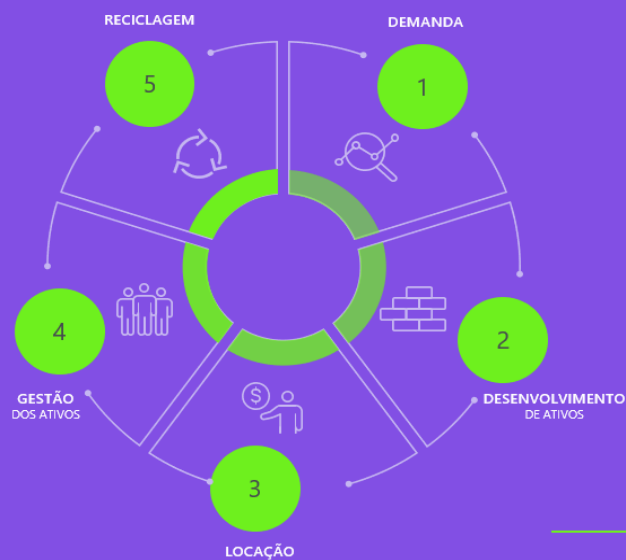 DEMANDA
1
2
DESENVOLVIMENTO
DE ATIVOS
$
3
LOCAÇÃO
4
GESTÃO
DOS ATIVOS
RECICLAGEM
5